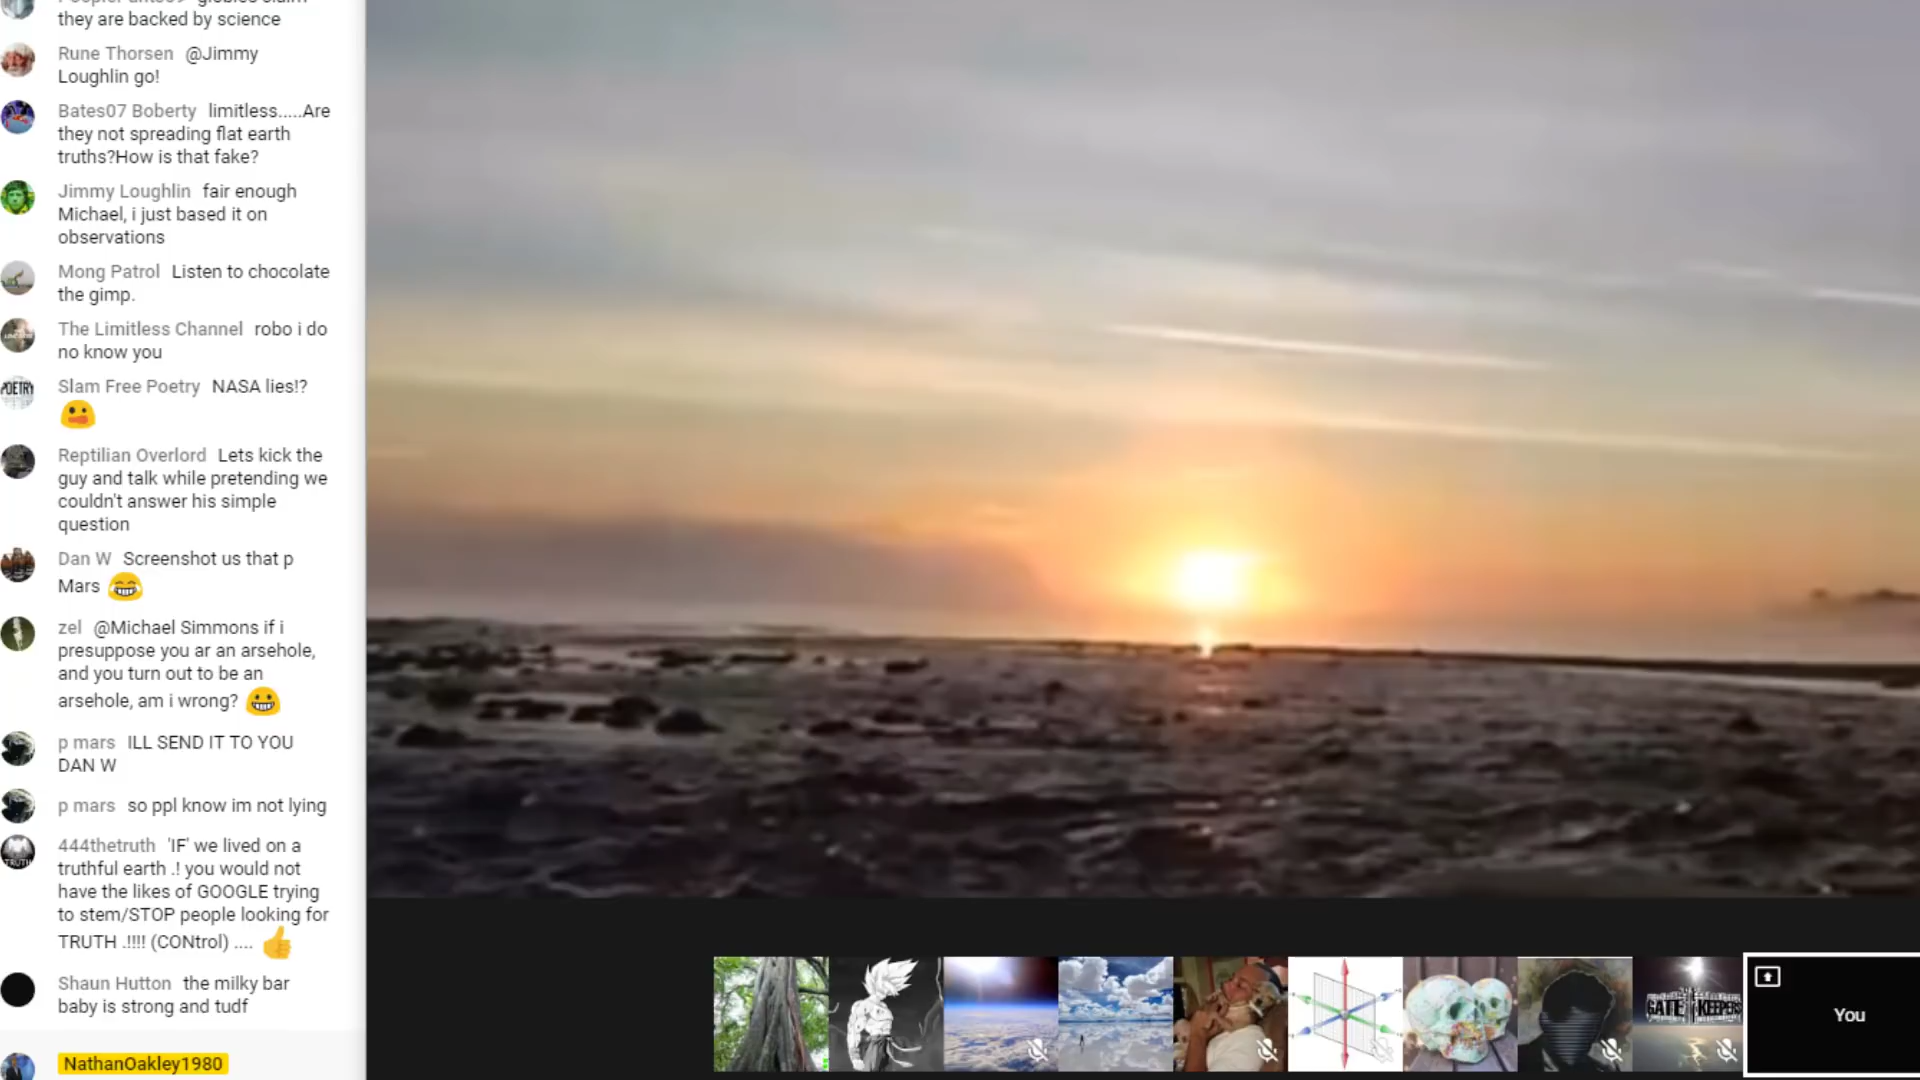 they are backed by science
Rune Thorsen @Jimmy
Loughlin go!
Bates07 Boberty limitless.....Are
they not spreading flat earth
truths?How is that fake?
Jimmy Loughlin fair enough
Michael, i just based it on
observations
Mong Patrol Listen to chocolate
the gimp.
The Limitless Channel robo i do
no know you
Slam Free Poetry NASA lies!?
Reptilian Overlord Lets kick the
guy and talk while pretending we
couldn't answer his simple
question
Dan W Screenshot us that p
Mars
zel @Michael Simmons if i
presuppose you ar an arsehole,
and you turn out to be an
arsehole, am i wrong?
p mars ILL SEND IT TO YOU
DAN W
p mars so ppl know im not lying
444thetruth 'IF' we lived on a
truthful earth .! you would not
have the likes of GOOGLE trying
to stem/STOP people looking for
TRUTH .!!!! (CONtrol) ....
Shaun Hutton the milky bar
baby is strong and tudf
NathanOakley1980
POETRY
TRUTH
GATE KEEPERS
You